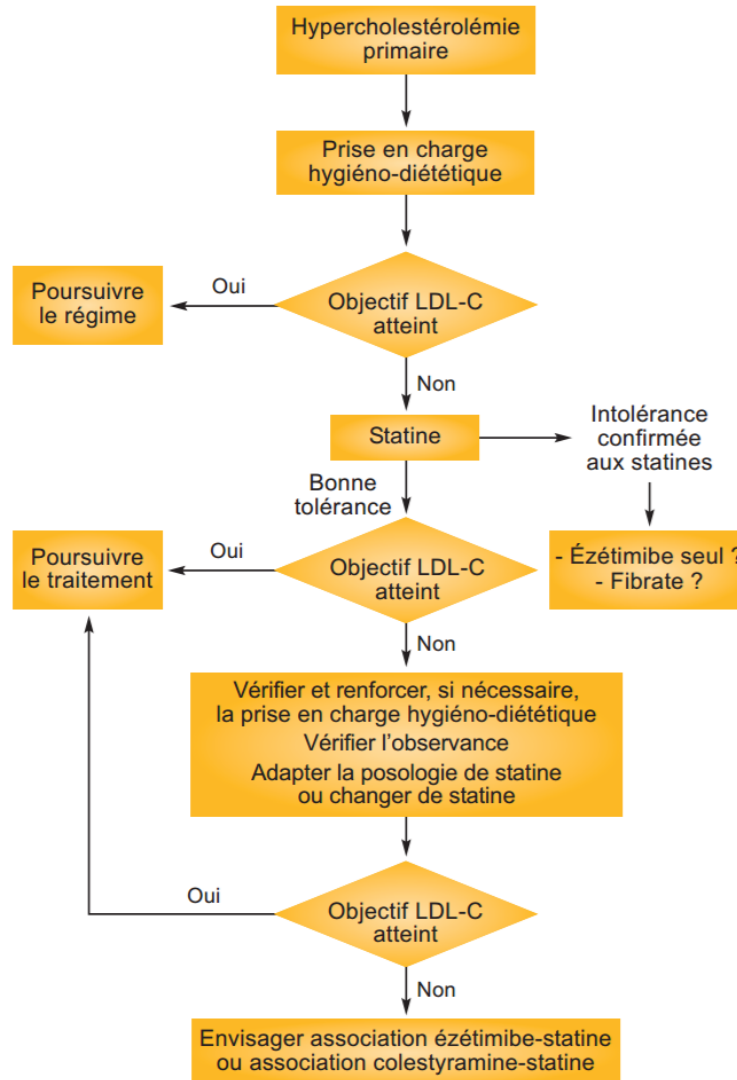 Hypercholestérolémie
primaire
Prise en charge
hygiéno-diététique
Objectif LDL-C
atteint
Oui
Poursuivre
le régime
Non
Statine
Intolérance
confirmée
aux statines
- Ézétimibe seul ?
- Fibrate ?
Bonne
tolérance
Objectif LDL-C
atteint
Oui
Poursuivre
le traitement
Non
Vérifier et renforcer, si nécessaire,
la prise en charge hygiéno-diététique
Vérifier l'observance
Adapter la posologie de statine
ou changer de statine
Objectif LDL-C
atteint
Oui
Non
Envisager association ézétimibe-statine
ou association colestyramine-statine